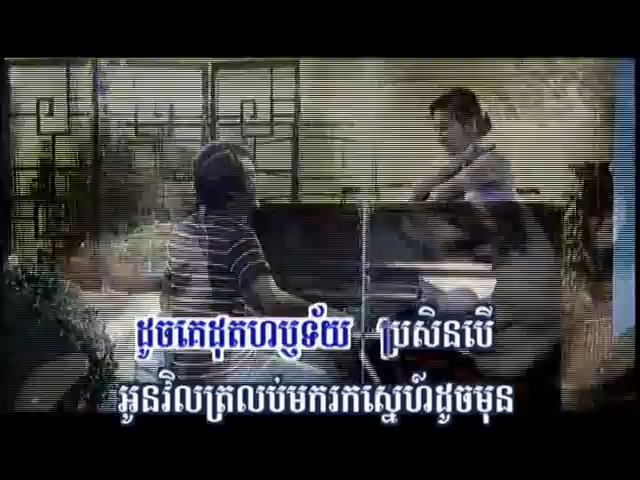 ដូចគេដុតហឫទ័យ ប្រសិនបើ
អូនវិលត្រលប់មករកស្នេហ៍ដូចមុន